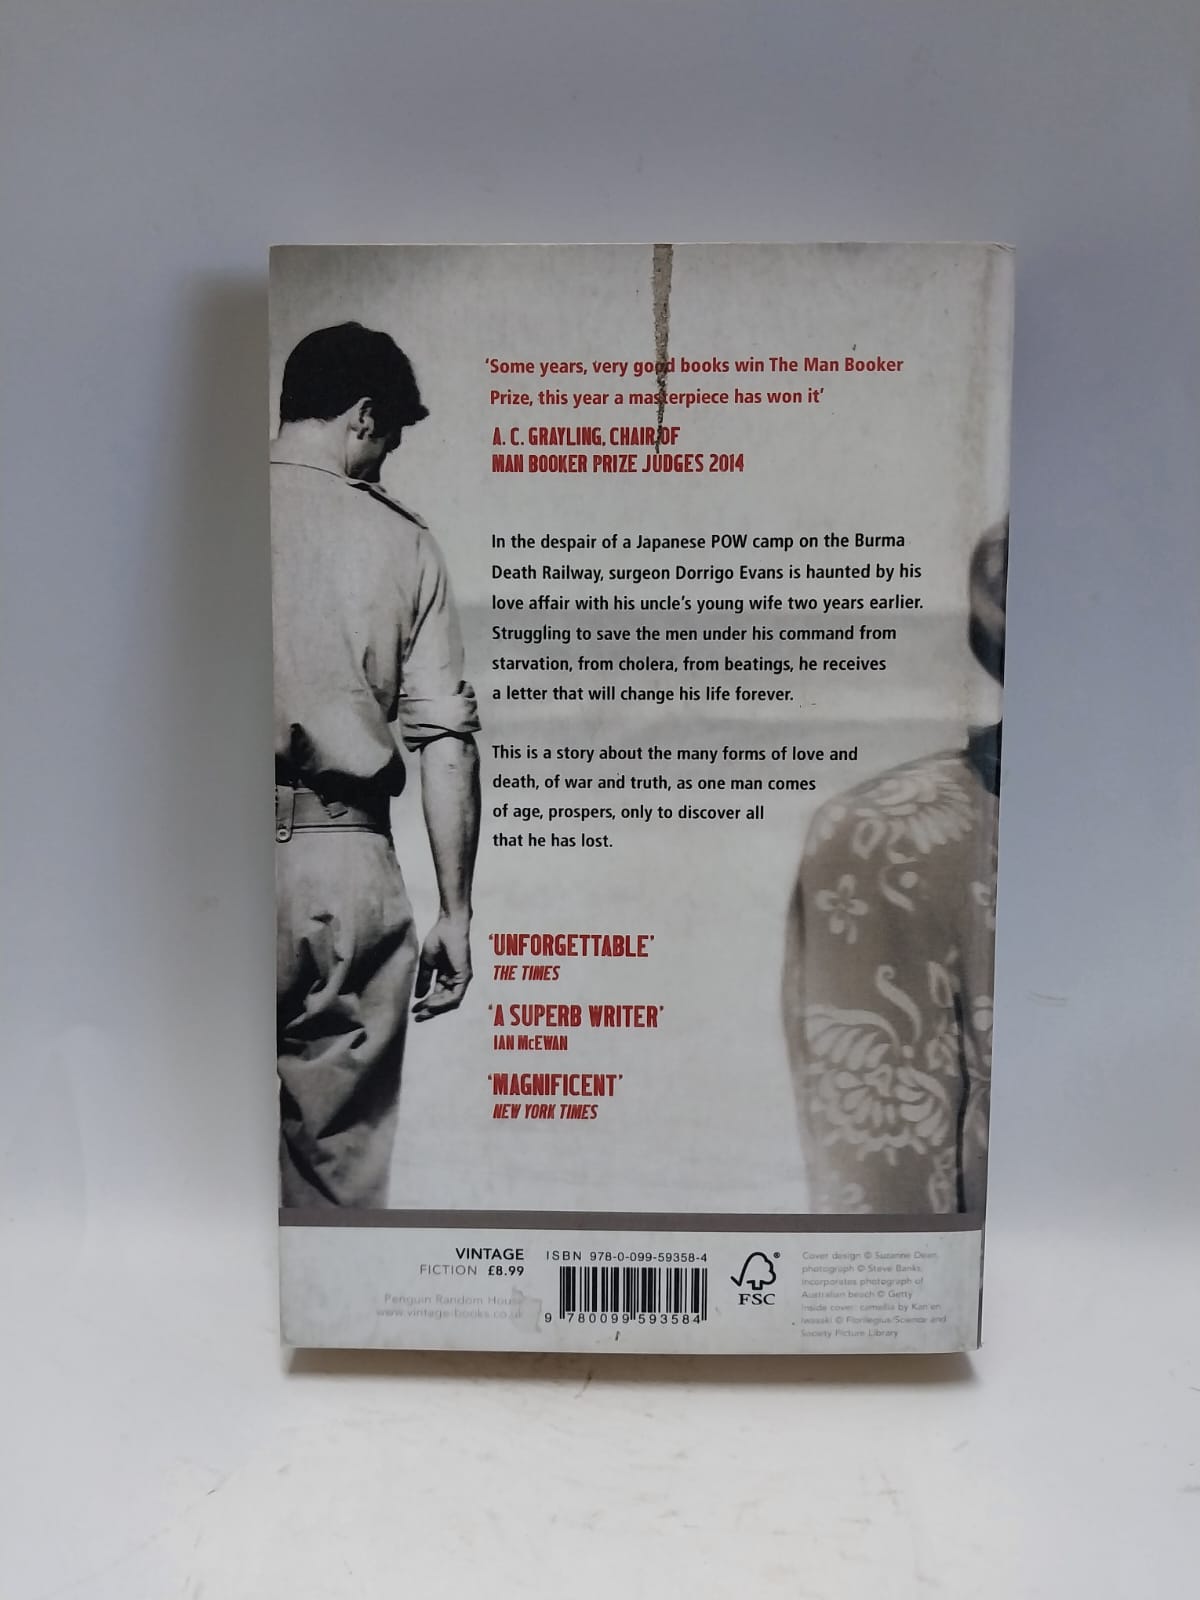 ‘Some years, very good books win The Man Booker
Prize, this year a masterpiece has won it’
A. C. GRAYLING, CHAIR OF
MAN BOOKER PRIZE JUDGES 2014
In the despair of a Japanese POW camp on the Burma
Death Railway, surgeon Dorrigo Evans is haunted by his
love affair with his uncle’s young wife two years earlier.
Struggling to save the men under his command from
starvation, from cholera, from beatings, he receives
a letter that will change his life forever.
This is a story about the many forms of love and
death, of war and truth, as one man comes
of age, prospers, only to discover all
that he has lost.
‘UNFORGETTABLE’
THE TIMES
‘A SUPERB WRITER’
IAN McEWAN
‘MAGNIFICENT’
NEW YORK TIMES
VINTAGE
FICTION £8.99
Penguin Random House
www.vintage-books.co.uk
ISBN 978-0-099-59358-4
9 780099 593584
FSC
Cover design © Suzanne Dean,
photograph © Steve Banks.
Incorporates photograph of
Australian beach © Getty
Inside cover: camellia by Kan'en
Iwasaki © Florilegius/Science and
Society Picture Library